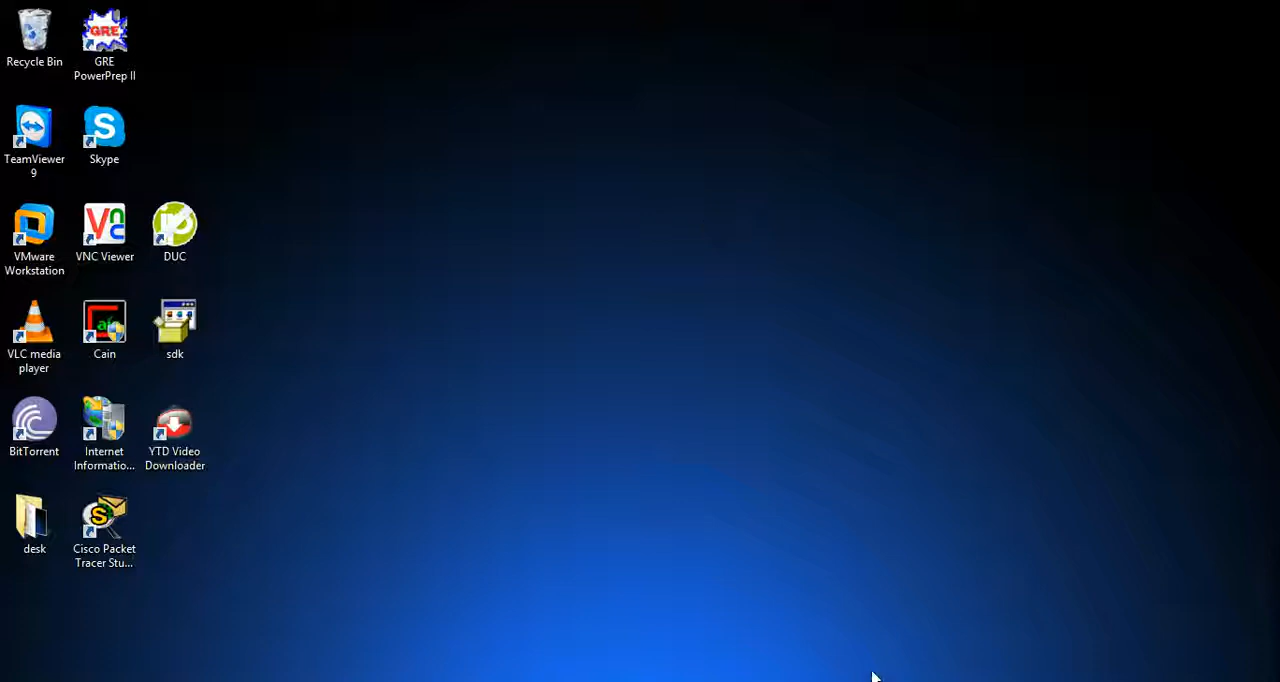 Recycle Bin
GRE
GRE
PowerPrep II
TeamViewer
9
S
Skype
VMware
Workstation
VNC
VNC Viewer
DUC
VLC media
player
Cain
sdk
BitTorrent
Internet
Informatio...
YTD Video
Downloader
desk
S
Cisco Packet
Tracer Stu...